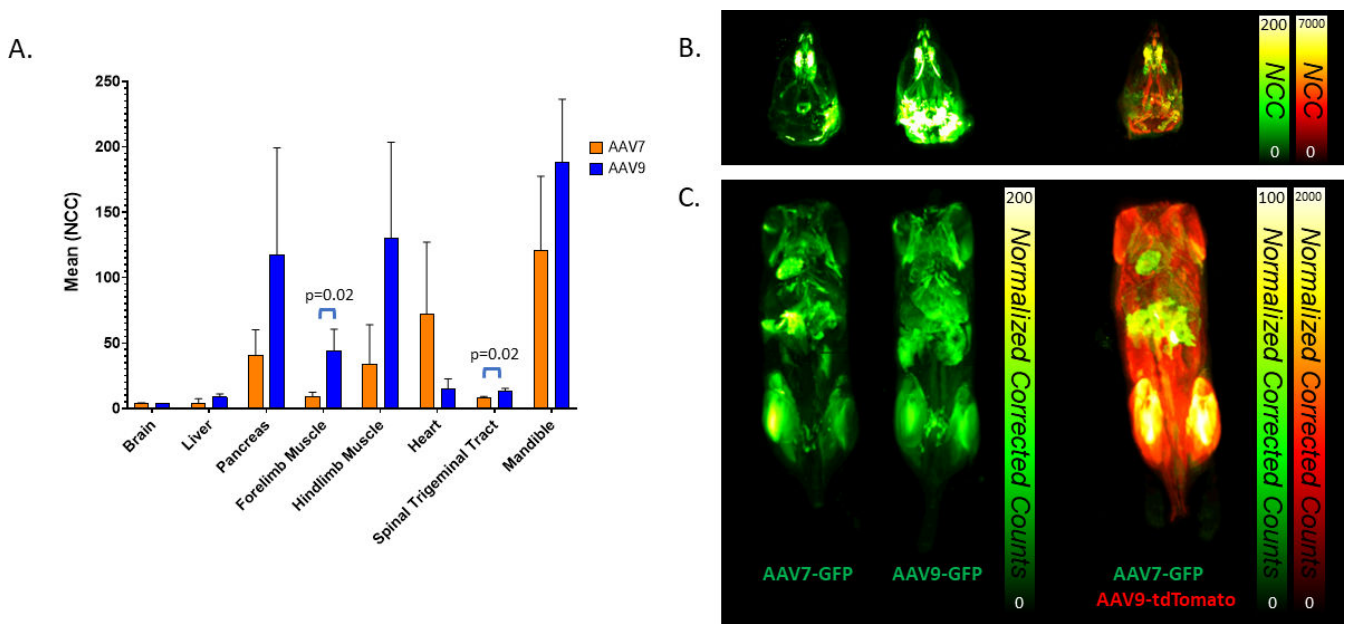 A.
250
200
150
100
50
0
Mean (NCC)
AAV7
AAV9
p=0.02
p=0.02
Brain
Liver
Pancreas
Forelimb Muscle
Hindlimb Muscle
Heart
Spinal Trigeminal Tract
Mandible
B.
200
NCC
0
7000
NCC
0
C.
200
Normalized Corrected Counts
0
100
Normalized Corrected Counts
0
2000
Normalized Corrected Counts
0
AAV7-GFP
AAV9-GFP
AAV7-GFP
AAV9-tdTomato